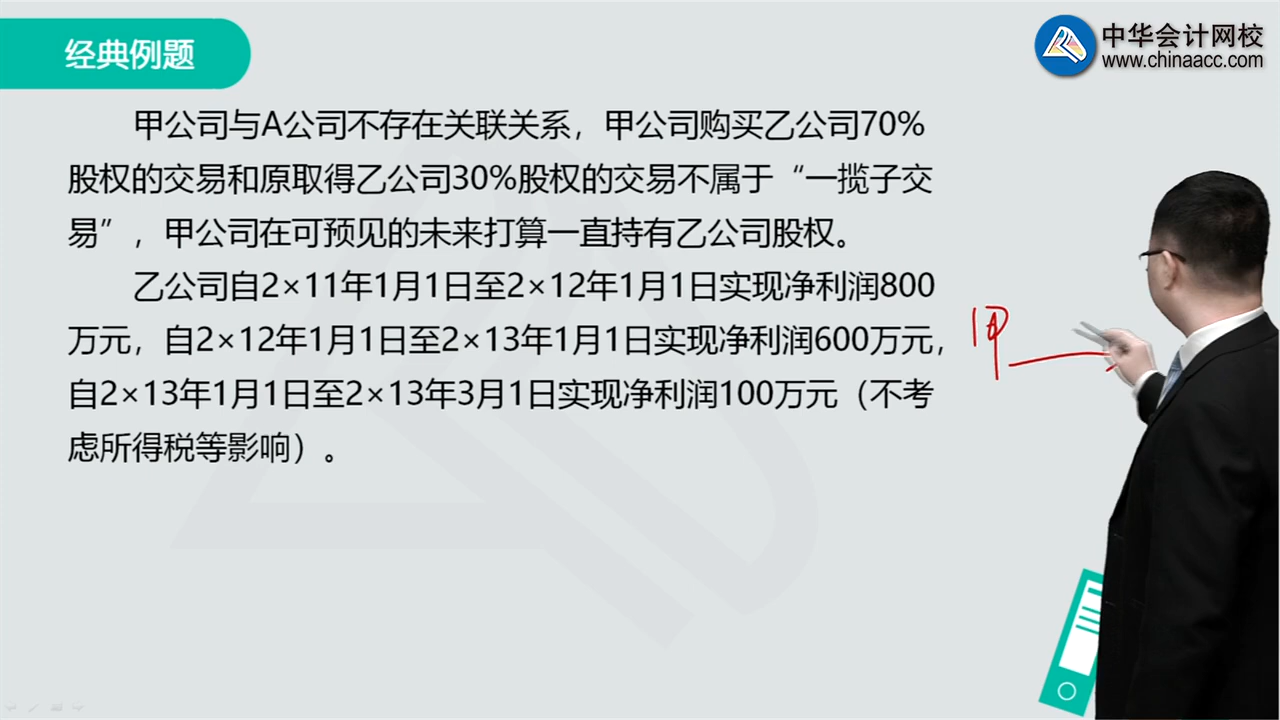 经典例题
中华会计网校
www.chinaacc.com
甲公司与A公司不存在关联关系，甲公司购买乙公司70%
股权的交易和原取得乙公司30%股权的交易不属于“一揽子交
易”，甲公司在可预见的未来打算一直持有乙公司股权。
乙公司自2×11年1月1日至2×12年1月1日实现净利润800
万元，自2×12年1月1日至2×13年1月1日实现净利润600万元，
自2×13年1月1日至2×13年3月1日实现净利润100万元（不考
虑所得税等影响）。
甲